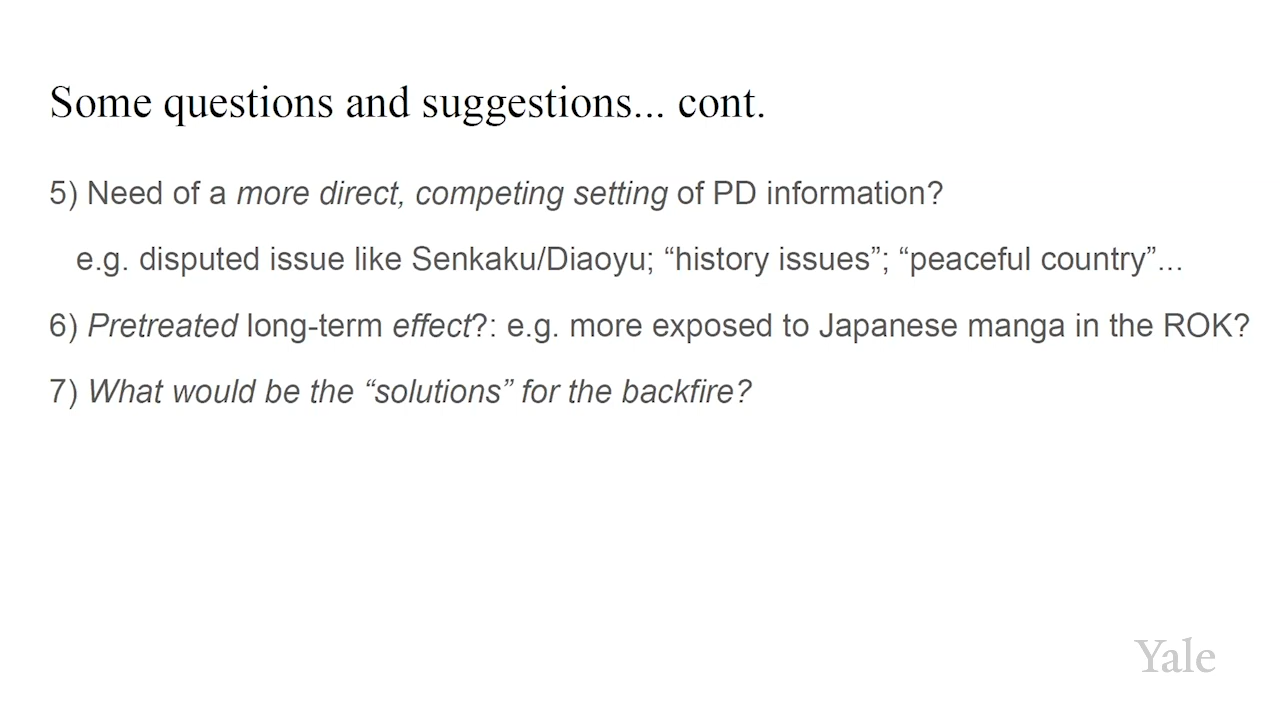 Some questions and suggestions... cont.
5) Need of a more direct, competing setting of PD information?
e.g. disputed issue like Senkaku/Diaoyu; “history issues”; “peaceful country”...
6) Pretreated long-term effect?: e.g. more exposed to Japanese manga in the ROK?
7) What would be the “solutions” for the backfire?
Yale